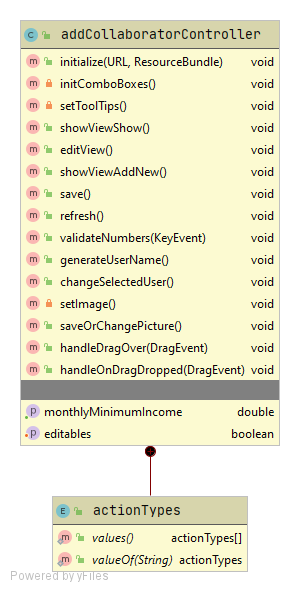 C addCollaboratorController
m initialize(URL, ResourceBundle) void
m initComboBoxes() void
m setToolTips() void
m showViewShow() void
m editView() void
m showViewAddNew() void
m save() void
m refresh() void
m validateNumbers(KeyEvent) void
m generateUserName() void
m changeSelectedUser() void
m setImage() void
m saveOrChangePicture() void
m handleDragOver(DragEvent) void
m handleOnDragDropped(DragEvent) void
p monthlyMinimumIncome double
p editables boolean
E actionTypes
m values() actionTypes[]
m valueOf(String) actionTypes
Powered by yFiles